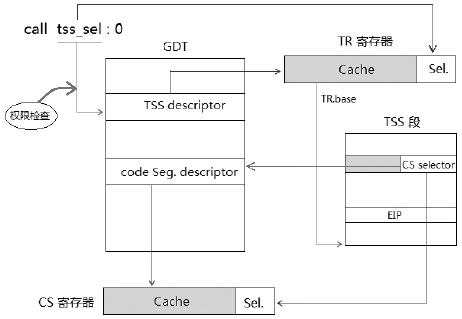 call tss_sel : 0
GDT
TR 寄存器
Cache
Sel.
权限检查
TSS descriptor
TR.base
TSS 段
code Seg. descriptor
CS selector
EIP
CS 寄存器
Cache
Sel.